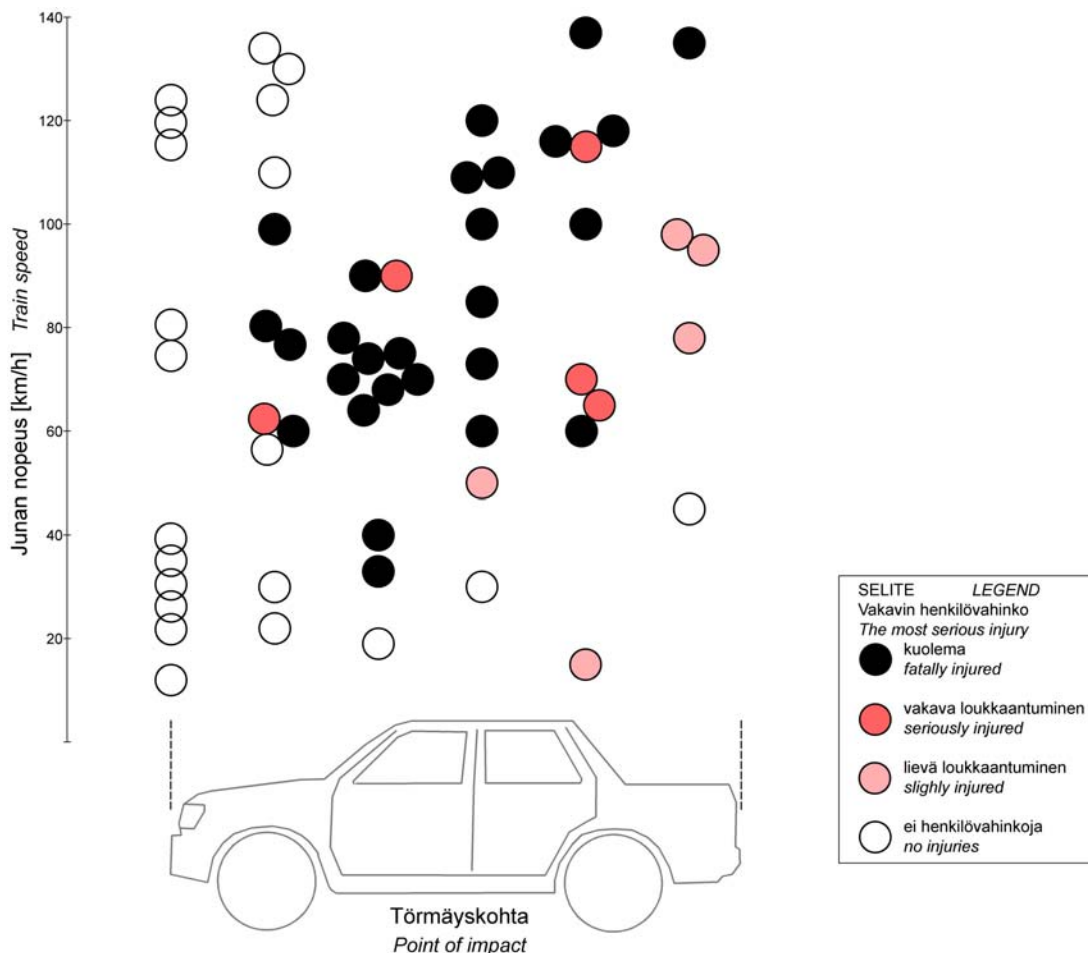 140
120
100
80
60
40
20
Junan nopeus [km/h] Train speed
Törmäyskohta
Point of impact
SELITE LEGEND
Vakavin henkilövahinko
The most serious injury
kuolema
fatally injured
vakava loukkaantuminen
seriously injured
lievä loukkaantuminen
slighly injured
ei henkilövahinkoja
no injuries